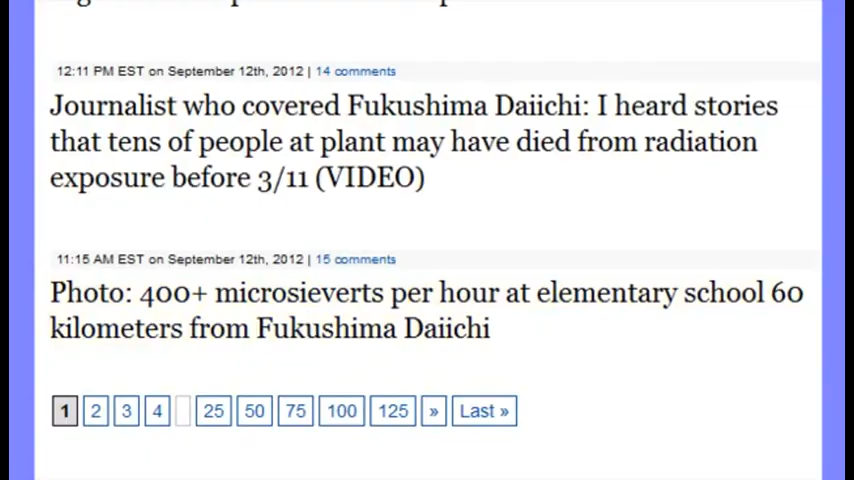 12:11 PM EST on September 12th, 2012 | 14 comments
Journalist who covered Fukushima Daiichi: I heard stories
that tens of people at plant may have died from radiation
exposure before 3/11 (VIDEO)
11:15 AM EST on September 12th, 2012 | 15 comments
Photo: 400+ microsieverts per hour at elementary school 60
kilometers from Fukushima Daiichi
1 2 3 4 25 50 75 100 125 » Last »